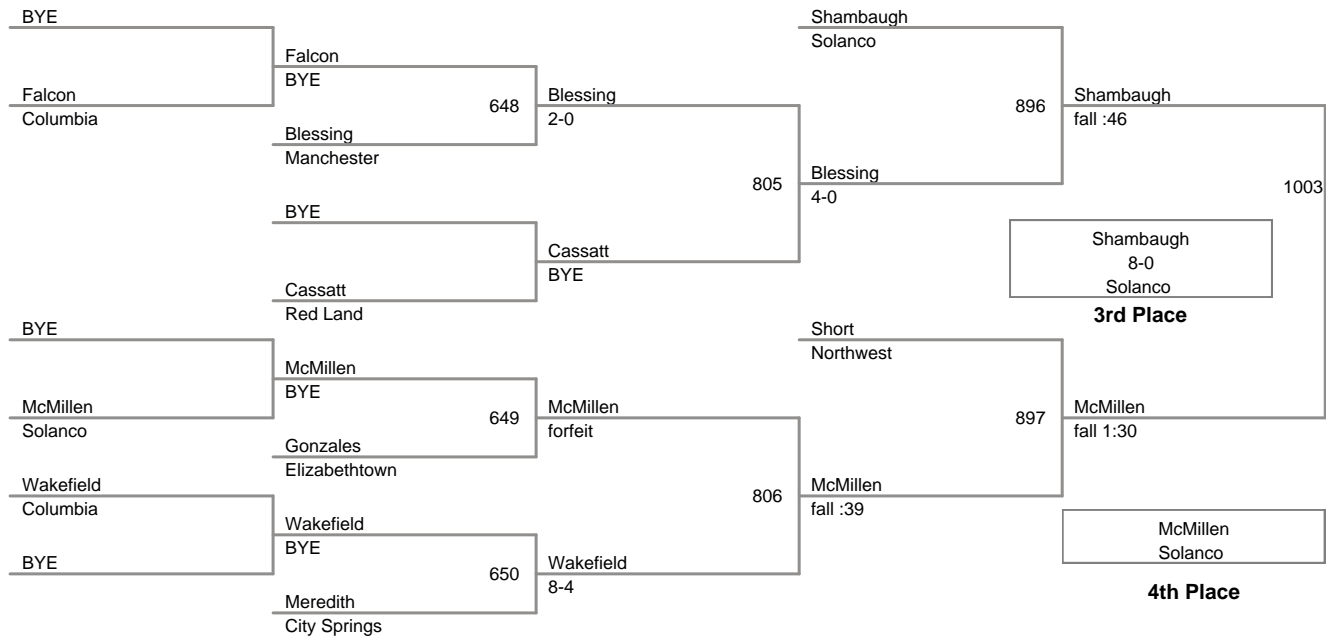 BYE
Falcon
Columbia
BYE
McMillen
Solanco
Wakefield
Columbia
BYE
Falcon
BYE
648
Blessing
Manchester
BYE
Cassatt
Red Land
McMillen
BYE
649
Gonzales
Elizabethtown
Wakefield
BYE
650
Meredith
City Springs
Blessing
2-0
805
Cassatt
BYE
McMillen
forfeit
806
Wakefield
8-4
Shambaugh
Solanco
896
Blessing
4-0
Short
Northwest
897
McMillen
fall :39
Shambaugh
fall :46
1003
McMillen
fall 1:30
Shambaugh
8-0
Solanco
3rd Place
McMillen
Solanco
4th Place